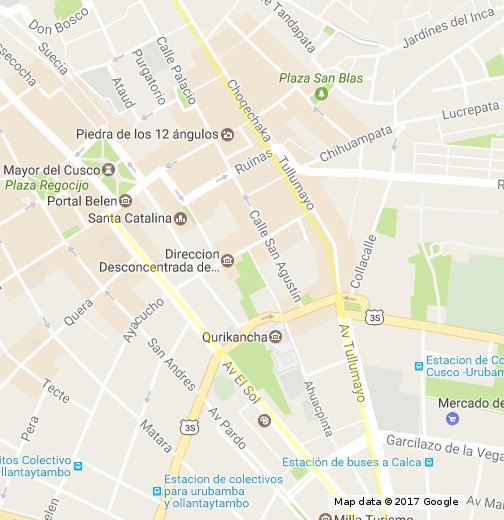 Don Bosco
Tandapata
Jardines del Inca
Suecia
Calle Palacio
Purgatorio
Ataud
Plaza San Blas
Choqechaka
Lucrepata
Chihuampata
Piedra de los 12 ángulos
Ruinas
Tullumayo
Mayor del Cusco
Plaza Regocijo
Portal Belen
Santa Catalina
Calle San Agustin
Collacalle
Direccion
Desconcentrada de...
Quera
Ayacucho
3S
Qurikancha
Av Tullumayo
San Andres
Av El Sol
Ahuacpinta
Estacion de Co
Cusco -Urubam
Tecte
Mercado de
Pera
Matara
Av Pardo
3S
Garcilazo de la Vega
itos Colectivo
ollantaytambo
Estación de buses a Calca
Estacion de colectivos
para urubamba
y ollantaytambo
elen
Map data ©2017 Google
Milla Turismo